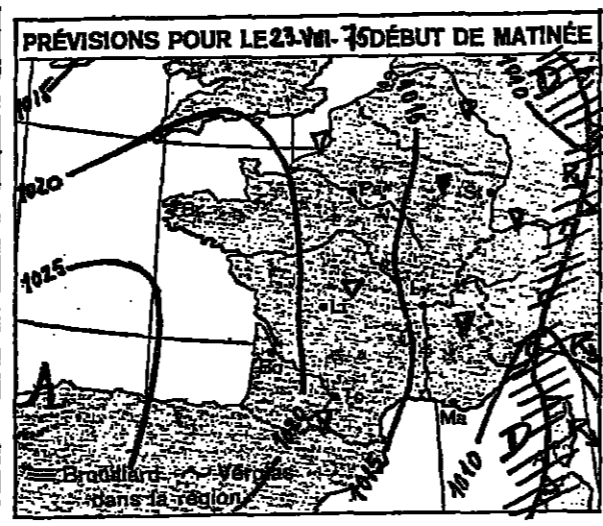 PRÉVISIONS POUR LE 23-VIII-75 DÉBUT DE MATINÉE
1015
1010
D
1015
1020
R
Br
Pa
1025
L
Ly
Bo
A
To
Ma
D
1020
1015
1010
Brouillard Verglas
dans la région